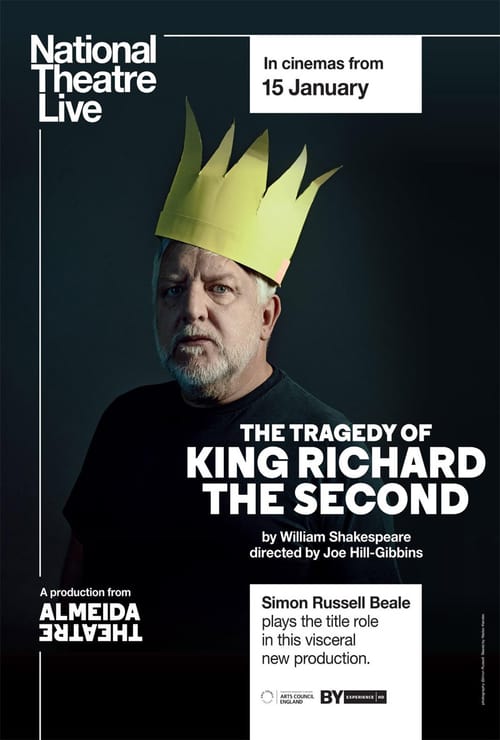 National
Theatre
Live
In cinemas from
15 January
THE TRAGEDY OF
KING RICHARD
THE SECOND
by William Shakespeare
directed by Joe Hill-Gibbins
A production from
ALMEIDA
THEATRE
Simon Russell Beale
plays the title role
in this visceral
new production.
ARTS COUNCIL
ENGLAND
BY EXPERIENCE HD